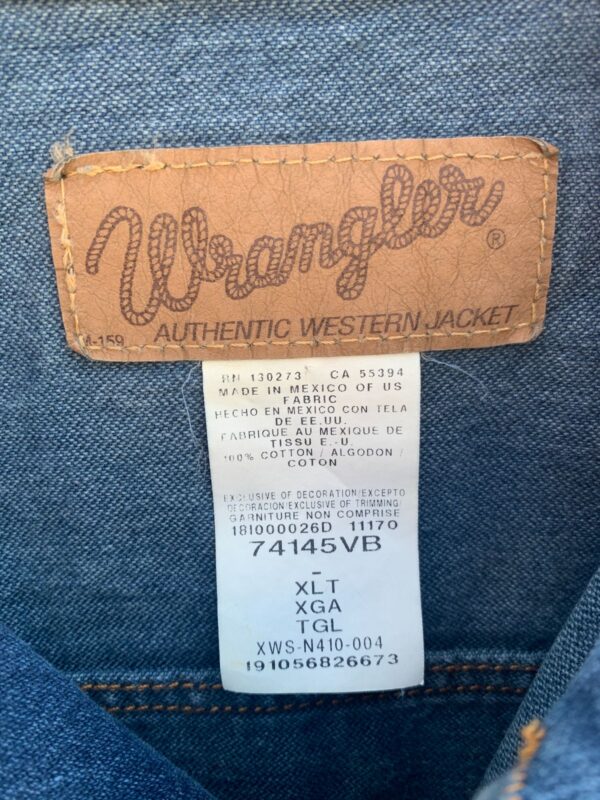 Wrangler®
AUTHENTIC WESTERN JACKET
M-159
RN 130273 CA 55394
MADE IN MEXICO OF US
FABRIC
HECHO EN MEXICO CON TELA
DE EE.UU.
FABRIQUE AU MEXIQUE DE
TISSU E.-U.
100% COTTON / ALGODON /
COTON
EXCLUSIVE OF DECORATION/EXCEPTO
DECORACION/EXCLUSIVE OF TRIMMING/
GARNITURE NON COMPRISE
181000026D 11170
74145VB
-
XLT
XGA
TGL
XWS-N410-004
191056826673